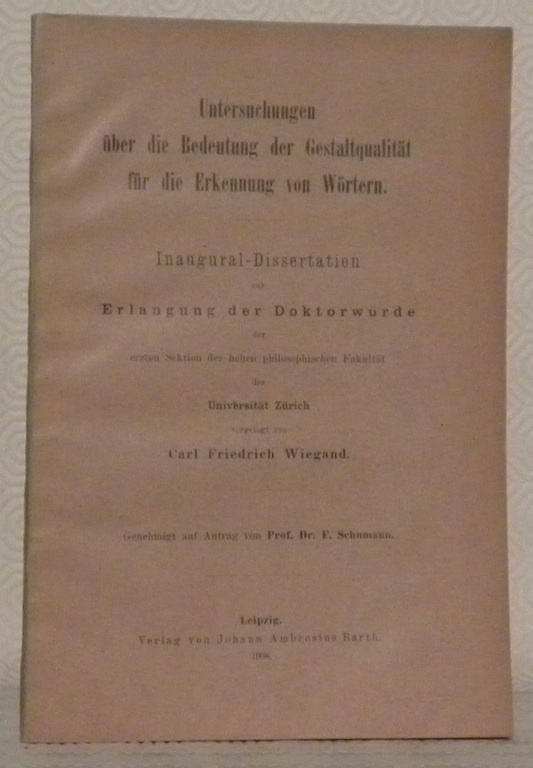 Untersuchungen
über die Bedeutung der Gestaltqualität
für die Erkennung von Wörtern.
Inaugural-Dissertation
zur
Erlangung der Doktorwürde
der
ersten Sektion der hohen philosophischen Fakultät
der
Universität Zürich
vorgelegt von
Carl Friedrich Wiegand.
Genehmigt auf Antrag von Prof. Dr. F. Schumann.
Leipzig.
Verlag von Johann Ambrosius Barth.